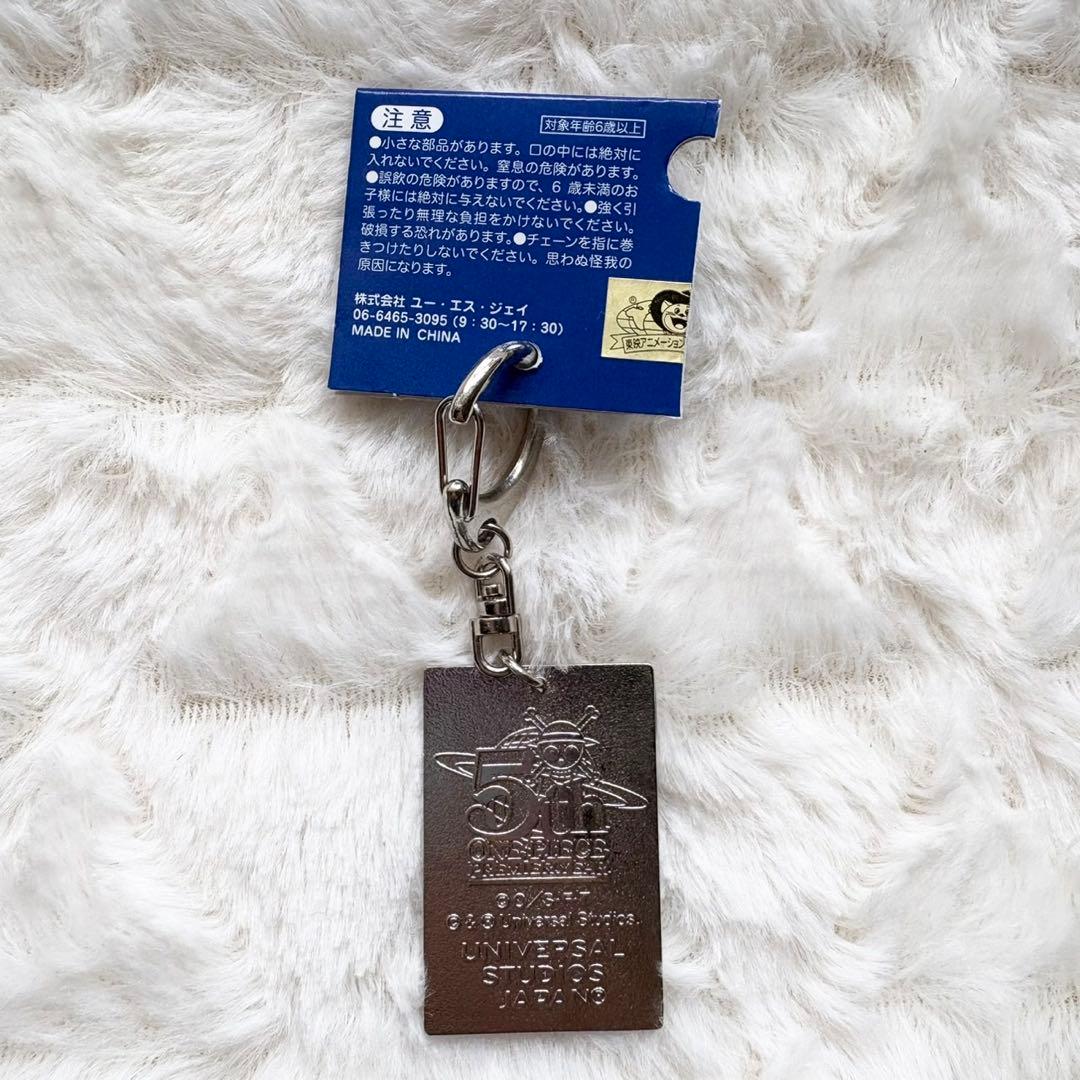 注意
対象年齢6歳以上
●小さな部品があります。口の中には絶対に
入れないでください。窒息の危険があります。
●誤飲の危険がありますので、6 歳未満のお
子様には絶対に与えないでください。●強く引
張ったり無理な負担をかけないでください。
破損する恐れがあります。●チェーンを指に巻
きつけたりしないでください。思わぬ怪我の
原因になります。
株式会社 ユー・エス・ジェイ
06-6465-3095 (9:30〜17:30)
MADE IN CHINA
東映アニメーション
5th
ONE PIECE
PREMIER YEAR
©O/S・F・T
© & ® Universal Studios.
UNIVERSAL
STUDIOS
JAPAN®